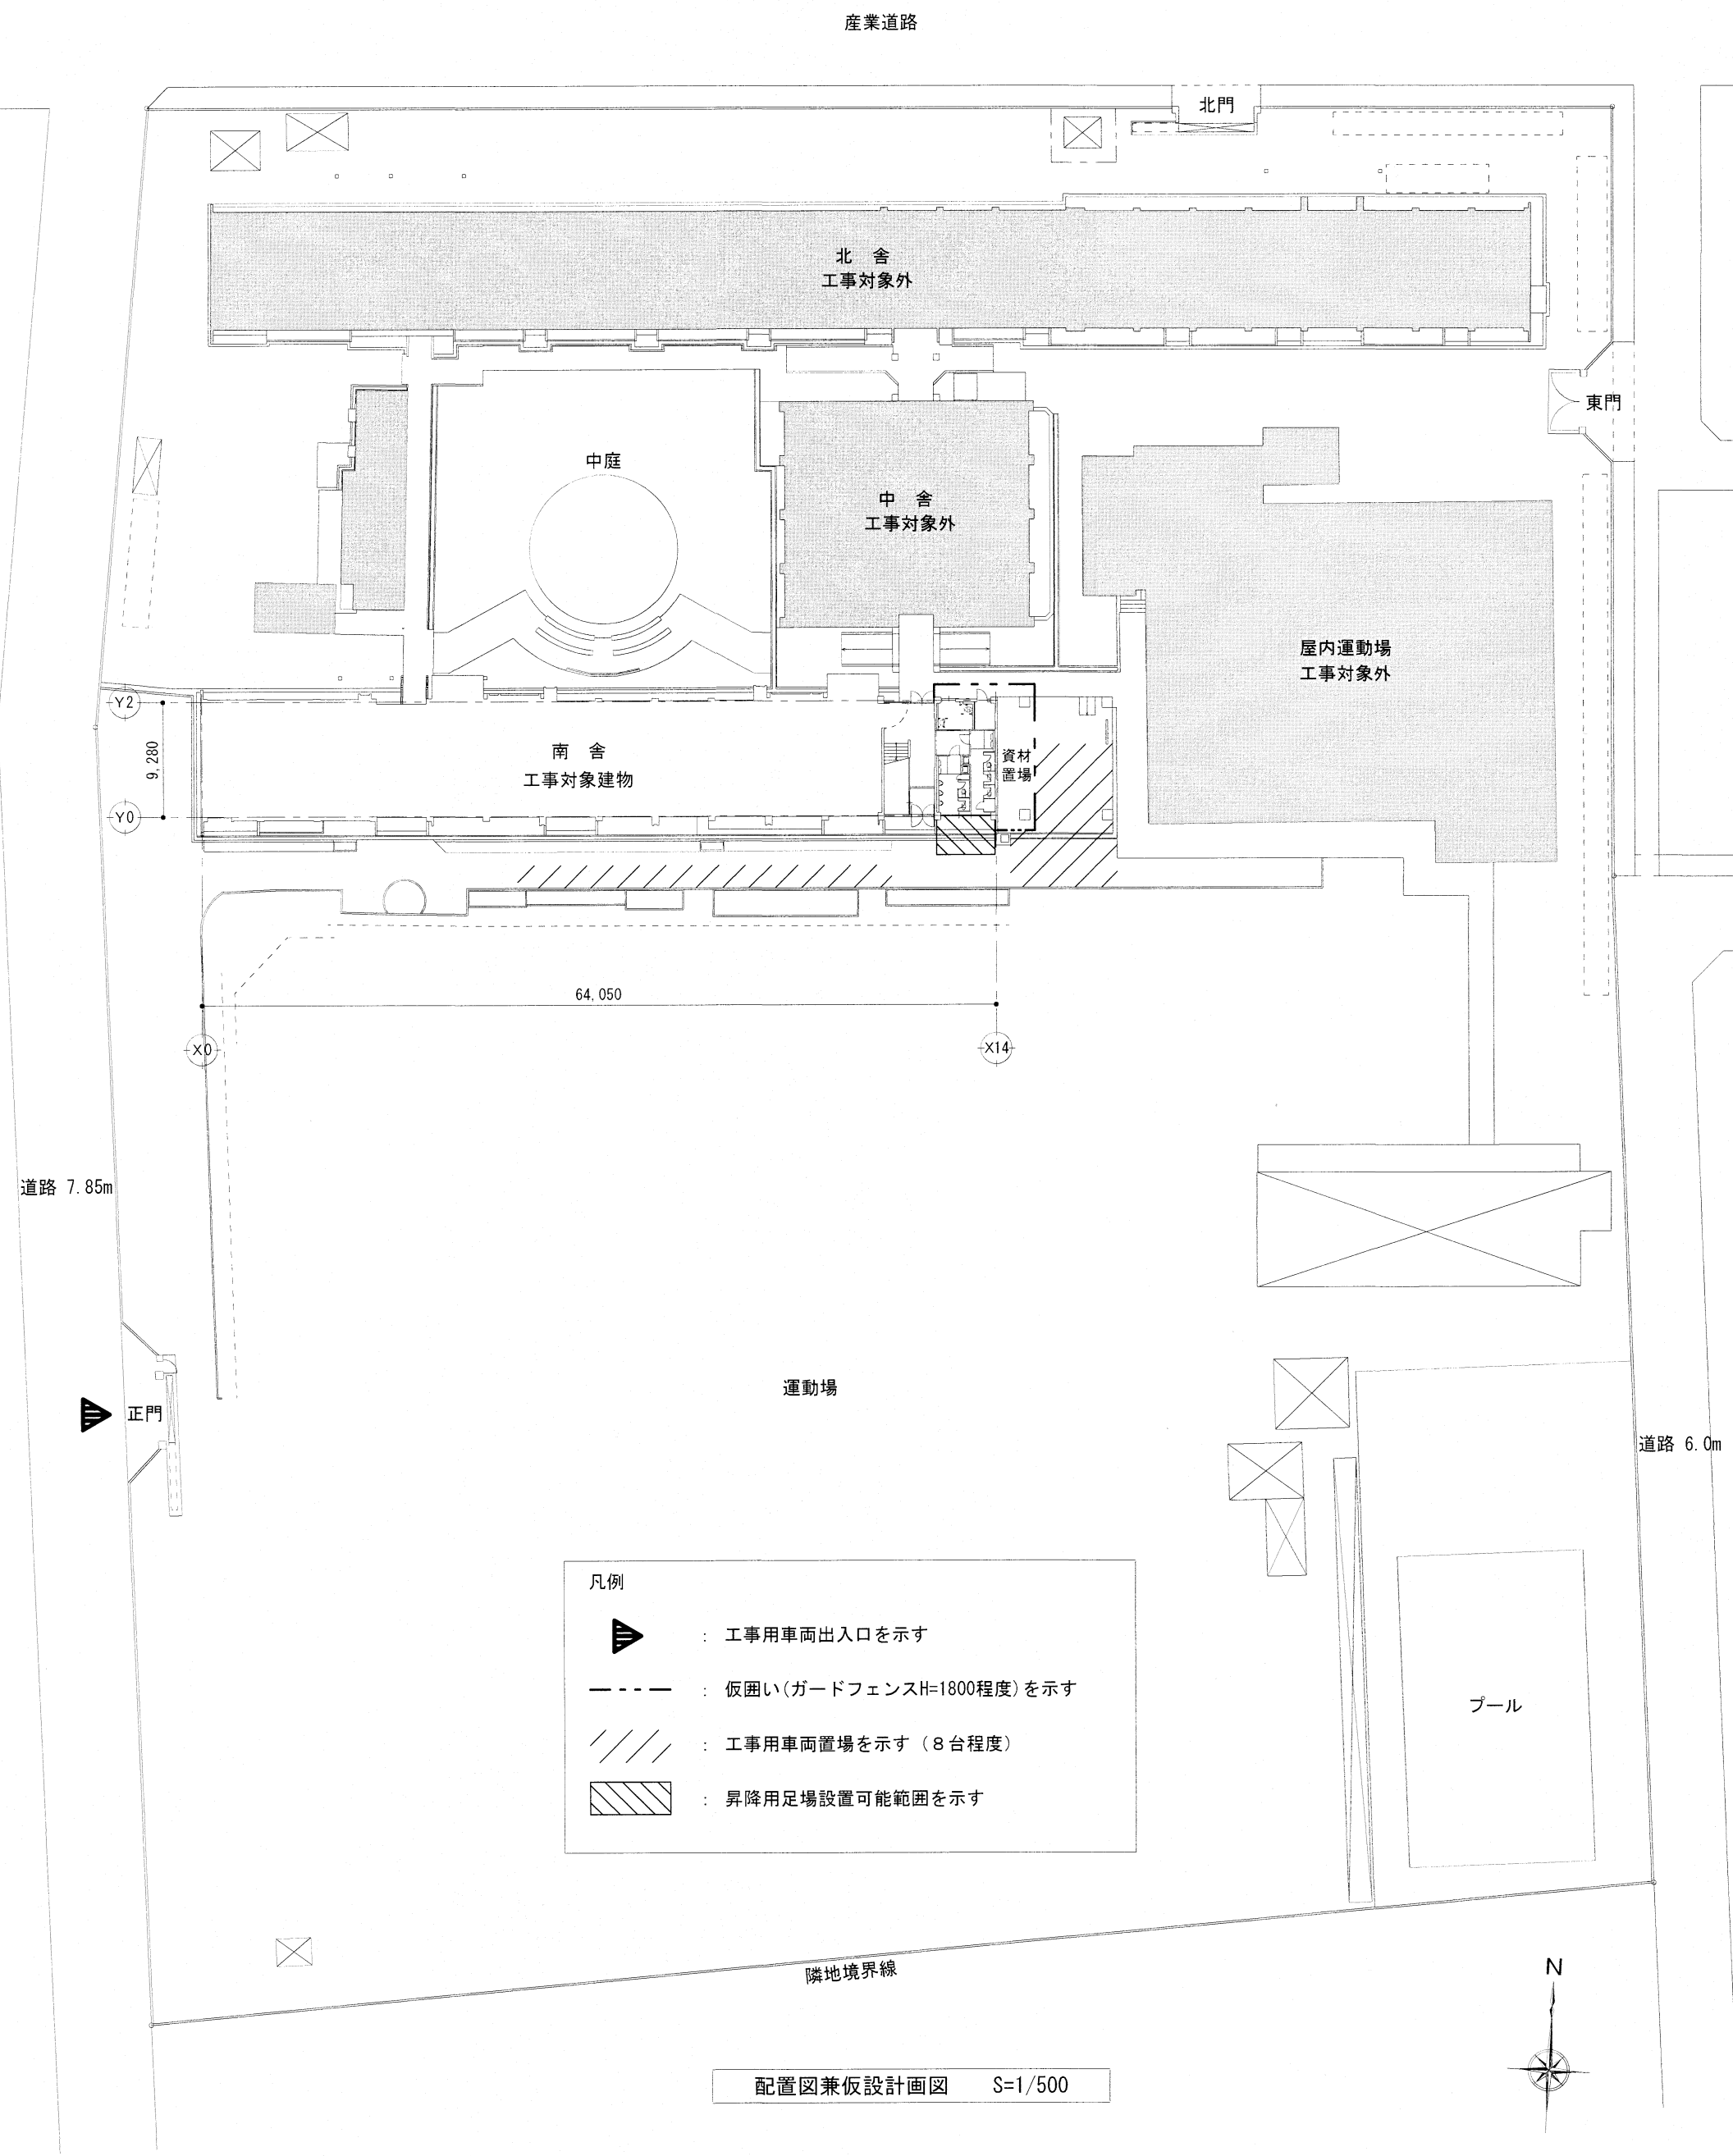 産業道路
北門
北　舎
工事対象外
東門
中庭
中　舎
工事対象外
屋内運動場
工事対象外
Y2
9,280
Y0
南　舎
工事対象建物
資材
置場
64,050
X0
X14
道路 7.85m
運動場
正門
道路 6.0m
凡例
： 工事用車両出入口を示す
： 仮囲い(ガードフェンスH=1800程度)を示す
： 工事用車両置場を示す（８台程度）
： 昇降用足場設置可能範囲を示す
プール
隣地境界線
N
配置図兼仮設計画図　　S=1/500